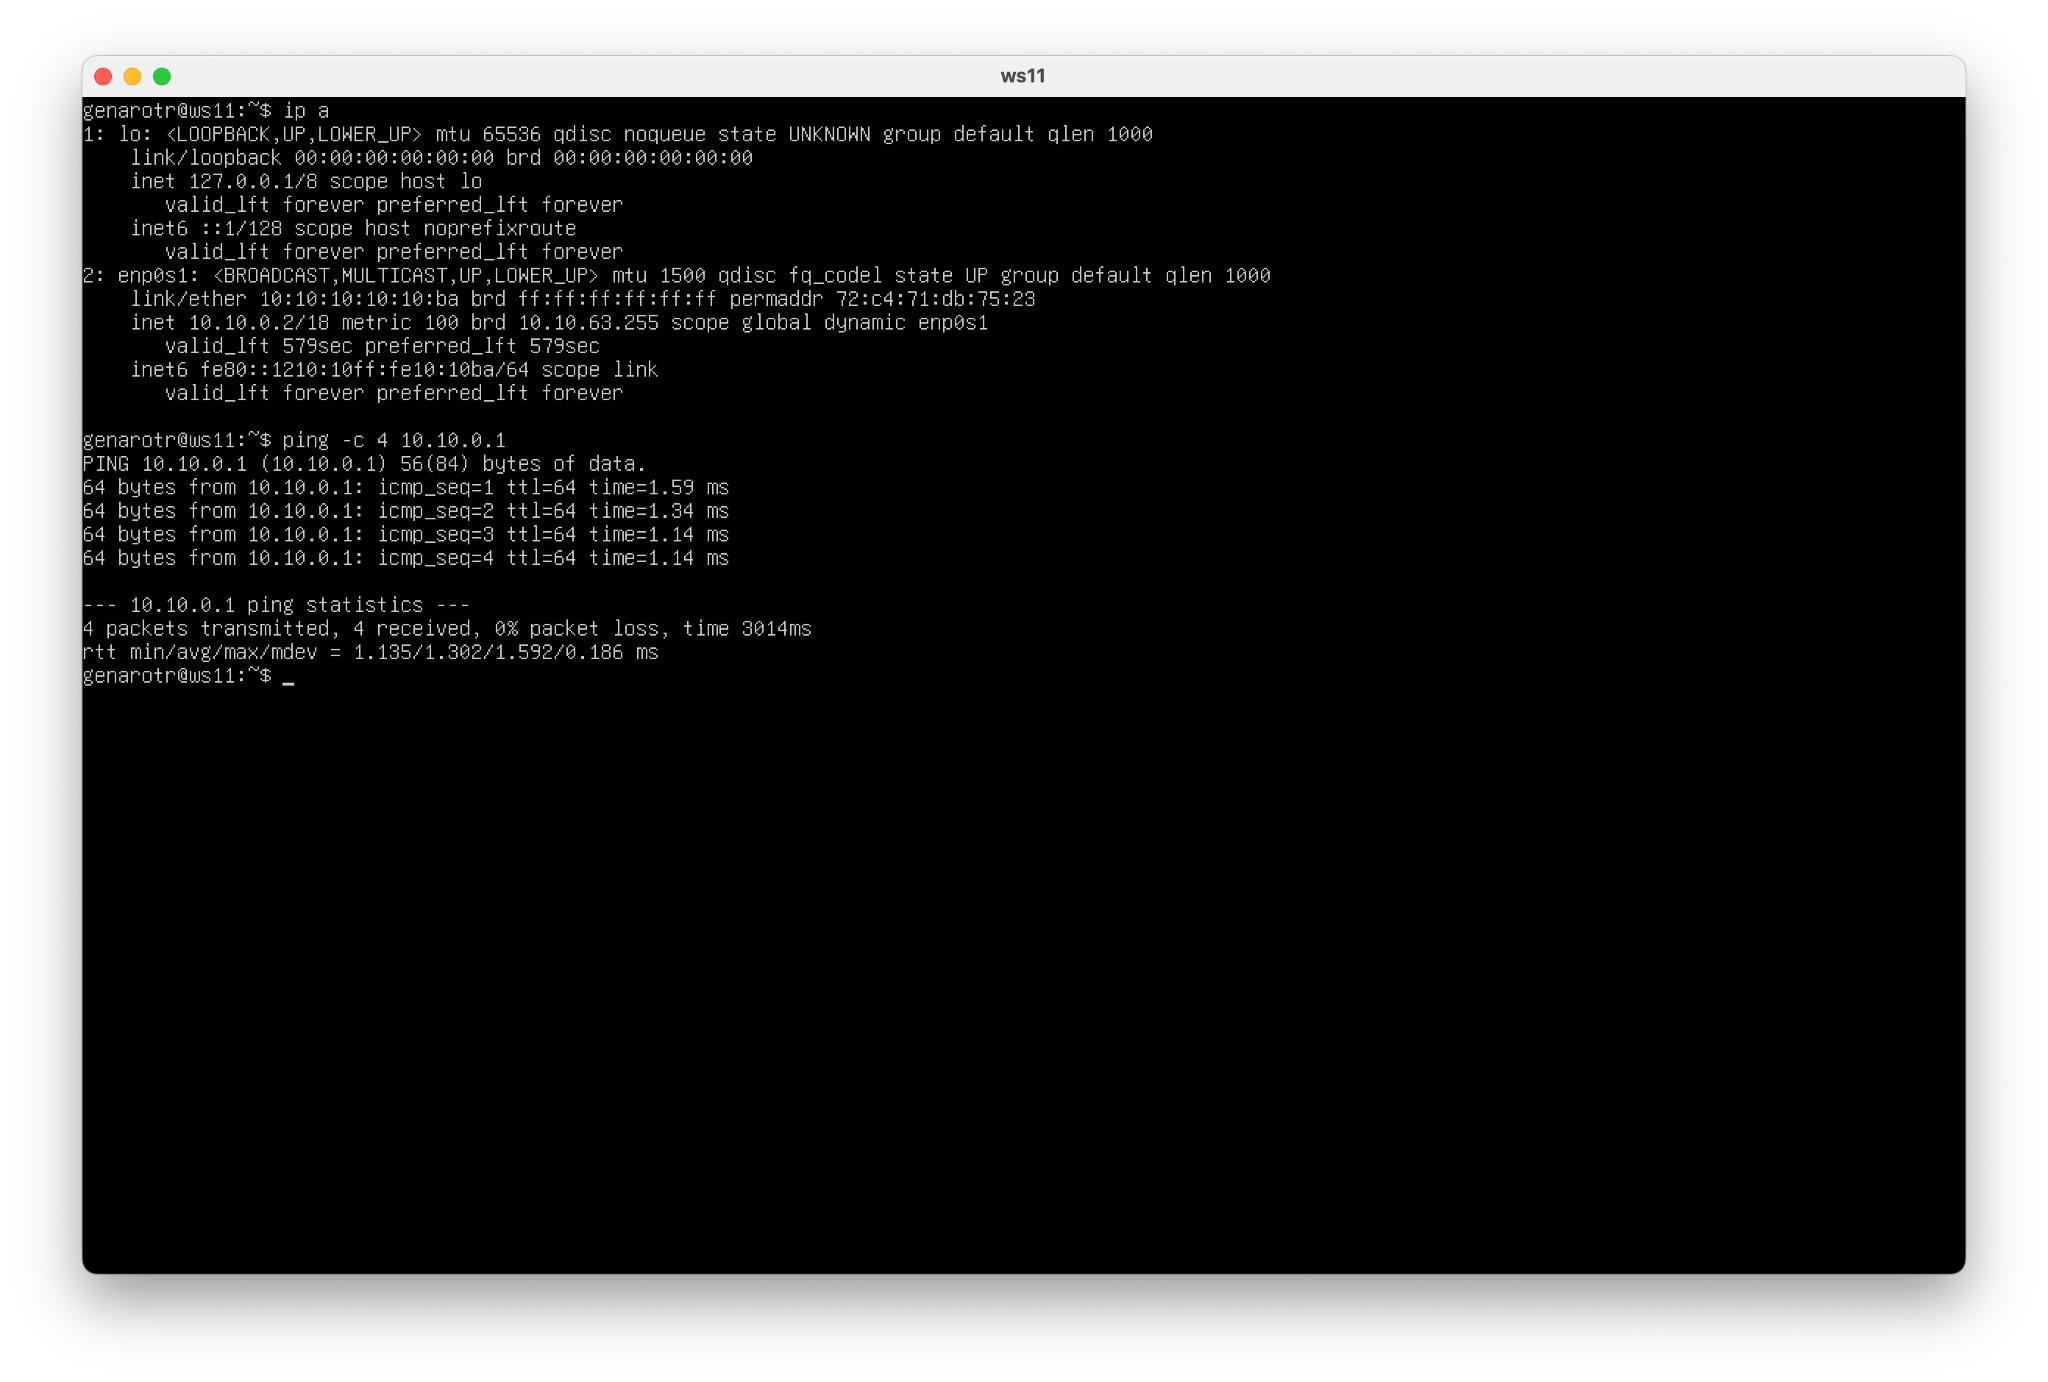 ws11
genarotr@ws11:~$ ip a
1: lo: <LOOPBACK,UP,LOWER_UP> mtu 65536 qdisc noqueue state UNKNOWN group default qlen 1000
    link/loopback 00:00:00:00:00:00 brd 00:00:00:00:00:00
    inet 127.0.0.1/8 scope host lo
       valid_lft forever preferred_lft forever
    inet6 ::1/128 scope host noprefixroute
       valid_lft forever preferred_lft forever
2: enp0s1: <BROADCAST,MULTICAST,UP,LOWER_UP> mtu 1500 qdisc fq_codel state UP group default qlen 1000
    link/ether 10:10:10:10:10:ba brd ff:ff:ff:ff:ff:ff permaddr 72:c4:71:db:75:23
    inet 10.10.0.2/18 metric 100 brd 10.10.63.255 scope global dynamic enp0s1
       valid_lft 579sec preferred_lft 579sec
    inet6 fe80::1210:10ff:fe10:10ba/64 scope link
       valid_lft forever preferred_lft forever
genarotr@ws11:~$ ping -c 4 10.10.0.1
PING 10.10.0.1 (10.10.0.1) 56(84) bytes of data.
64 bytes from 10.10.0.1: icmp_seq=1 ttl=64 time=1.59 ms
64 bytes from 10.10.0.1: icmp_seq=2 ttl=64 time=1.34 ms
64 bytes from 10.10.0.1: icmp_seq=3 ttl=64 time=1.14 ms
64 bytes from 10.10.0.1: icmp_seq=4 ttl=64 time=1.14 ms
--- 10.10.0.1 ping statistics ---
4 packets transmitted, 4 received, 0% packet loss, time 3014ms
rtt min/avg/max/mdev = 1.135/1.302/1.592/0.186 ms
genarotr@ws11:~$ _